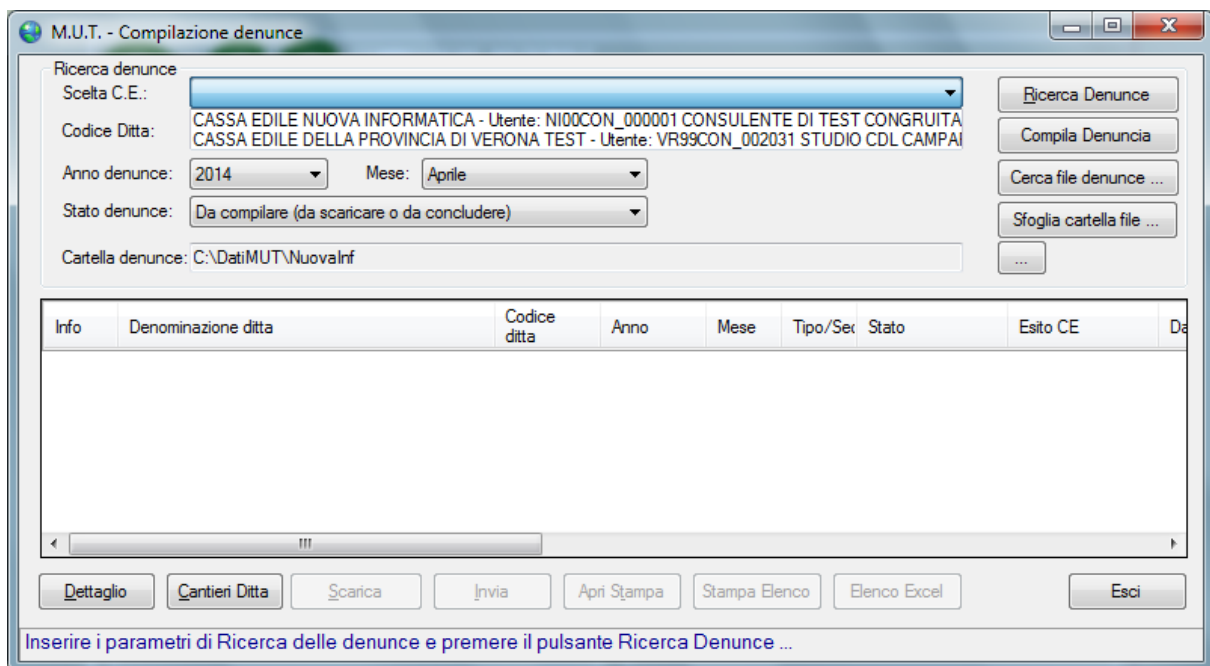 M.U.T. - Compilazione denunce
Ricerca denunce
Scelta C.E.:
Ricerca Denunce
CASSA EDILE NUOVA INFORMATICA - Utente: NI00CON_000001 CONSULENTE DI TEST CONGRUITA
Codice Ditta:
CASSA EDILE DELLA PROVINCIA DI VERONA TEST - Utente: VR99CON_002031 STUDIO CDL CAMPAI
Compila Denuncia
Anno denunce: 2014 Mese: Aprile
Cerca file denunce ...
Stato denunce: Da compilare (da scaricare o da concludere)
Sfoglia cartella file ...
Cartella denunce: C:\DatiMUT\NuovaInf
...
Info Denominazione ditta Codice ditta Anno Mese Tipo/Sec Stato Esito CE Da
Dettaglio Cantieri Ditta Scarica Invia Apri Stampa Stampa Elenco Elenco Excel Esci
Inserire i parametri di Ricerca delle denunce e premere il pulsante Ricerca Denunce ...